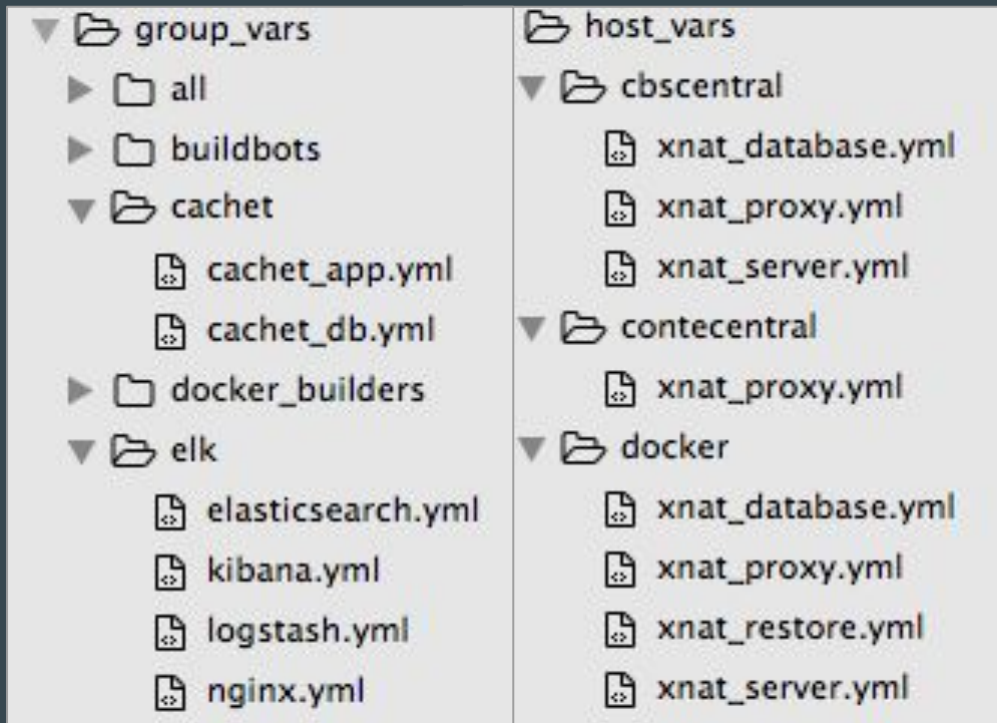 group_vars
all
buildbots
cachet
cachet_app.yml
cachet_db.yml
docker_builders
elk
elasticsearch.yml
kibana.yml
logstash.yml
nginx.yml
host_vars
cbscentral
xnat_database.yml
xnat_proxy.yml
xnat_server.yml
contecentral
xnat_proxy.yml
docker
xnat_database.yml
xnat_proxy.yml
xnat_restore.yml
xnat_server.yml